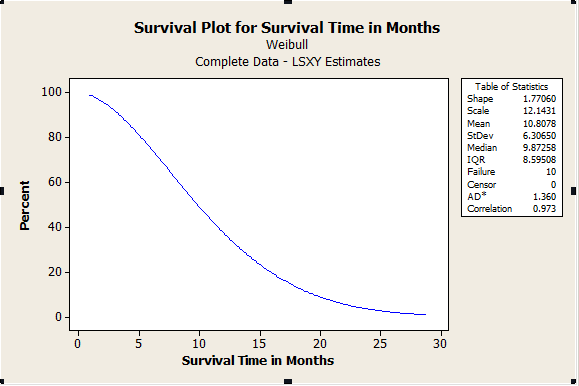 Survival Plot for Survival Time in Months
Weibull
Complete Data - LSXY Estimates
Table of Statistics
Shape 1.77060
Scale 12.1431
Mean 10.8078
StDev 6.30650
Median 9.87258
IQR 8.59508
Failure 10
Censor 0
AD* 1.360
Correlation 0.973
Percent
100
80
60
40
20
0
0 5 10 15 20 25 30
Survival Time in Months